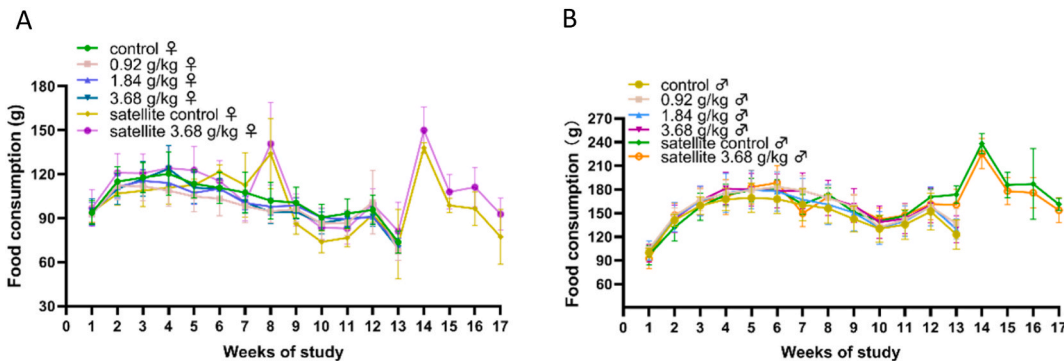 A
control ♀
0.92 g/kg ♀
1.84 g/kg ♀
3.68 g/kg ♀
satellite control ♀
satellite 3.68 g/kg ♀
Food consumption (g)
180
150
120
90
60
30
0 1 2 3 4 5 6 7 8 9 10 11 12 13 14 15 16 17
Weeks of study
B
control ♂
0.92 g/kg ♂
1.84 g/kg ♂
3.68 g/kg ♂
satellite control ♂
satellite 3.68 g/kg ♂
Food consumption (g)
270
240
210
180
150
120
90
60
0 1 2 3 4 5 6 7 8 9 10 11 12 13 14 15 16 17
Weeks of study